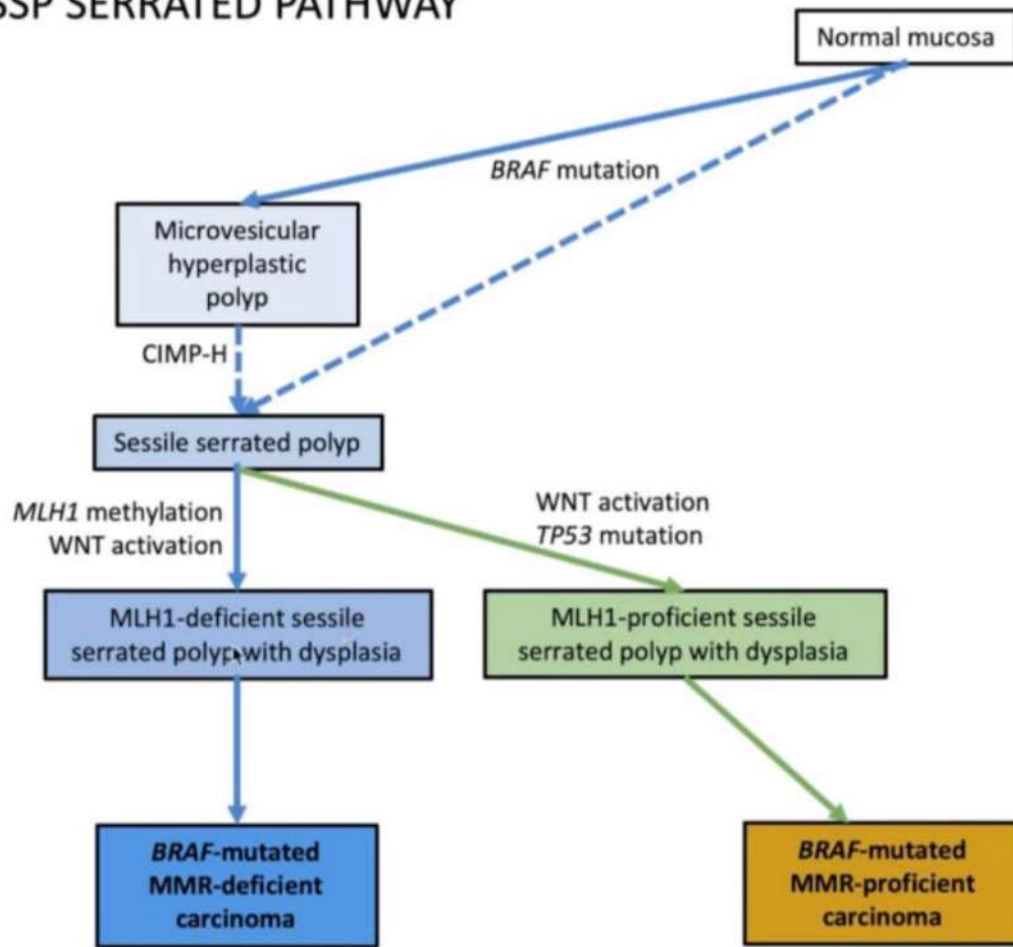 SSP SERRATED PATHWAY
Normal mucosa
BRAF mutation
Microvesicular
hyperplastic
polyp
CIMP-H
Sessile serrated polyp
MLH1 methylation
WNT activation
WNT activation
TP53 mutation
MLH1-deficient sessile
serrated polyp with dysplasia
MLH1-proficient sessile
serrated polyp with dysplasia
BRAF-mutated
MMR-deficient
carcinoma
BRAF-mutated
MMR-proficient
carcinoma